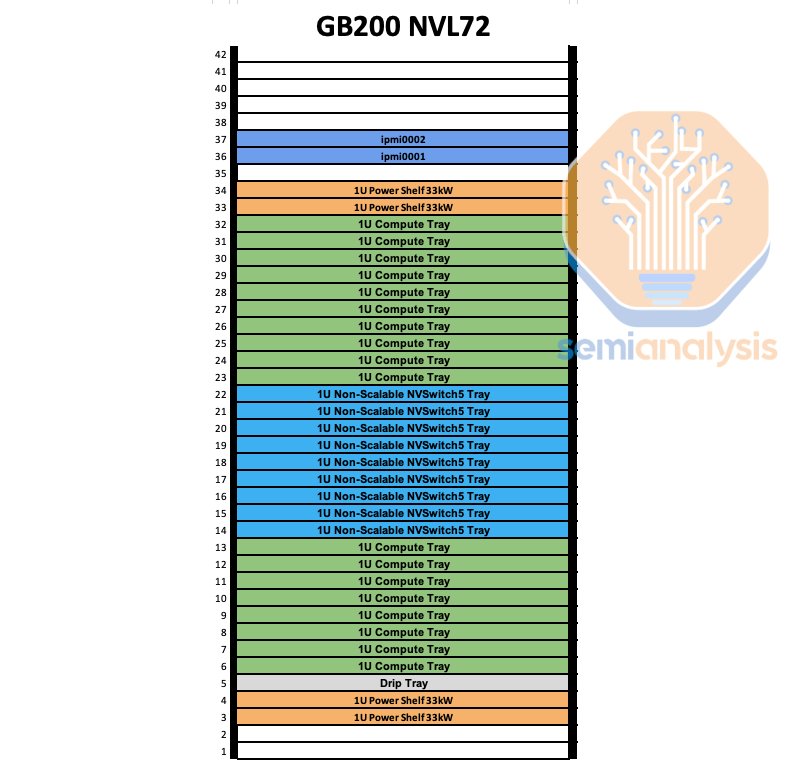 GB200 NVL72
42
41
40
39
38
37 ipmi0002
36 ipmi0001
35
34 1U Power Shelf 33kW
33 1U Power Shelf 33kW
32 1U Compute Tray
31 1U Compute Tray
30 1U Compute Tray
29 1U Compute Tray
28 1U Compute Tray
27 1U Compute Tray
26 1U Compute Tray
25 1U Compute Tray
24 1U Compute Tray
23 1U Compute Tray
22 1U Non-Scalable NVSwitch5 Tray
21 1U Non-Scalable NVSwitch5 Tray
20 1U Non-Scalable NVSwitch5 Tray
19 1U Non-Scalable NVSwitch5 Tray
18 1U Non-Scalable NVSwitch5 Tray
17 1U Non-Scalable NVSwitch5 Tray
16 1U Non-Scalable NVSwitch5 Tray
15 1U Non-Scalable NVSwitch5 Tray
14 1U Non-Scalable NVSwitch5 Tray
13 1U Compute Tray
12 1U Compute Tray
11 1U Compute Tray
10 1U Compute Tray
9 1U Compute Tray
8 1U Compute Tray
7 1U Compute Tray
6 1U Compute Tray
5 Drip Tray
4 1U Power Shelf 33kW
3 1U Power Shelf 33kW
2
1
semianalysis